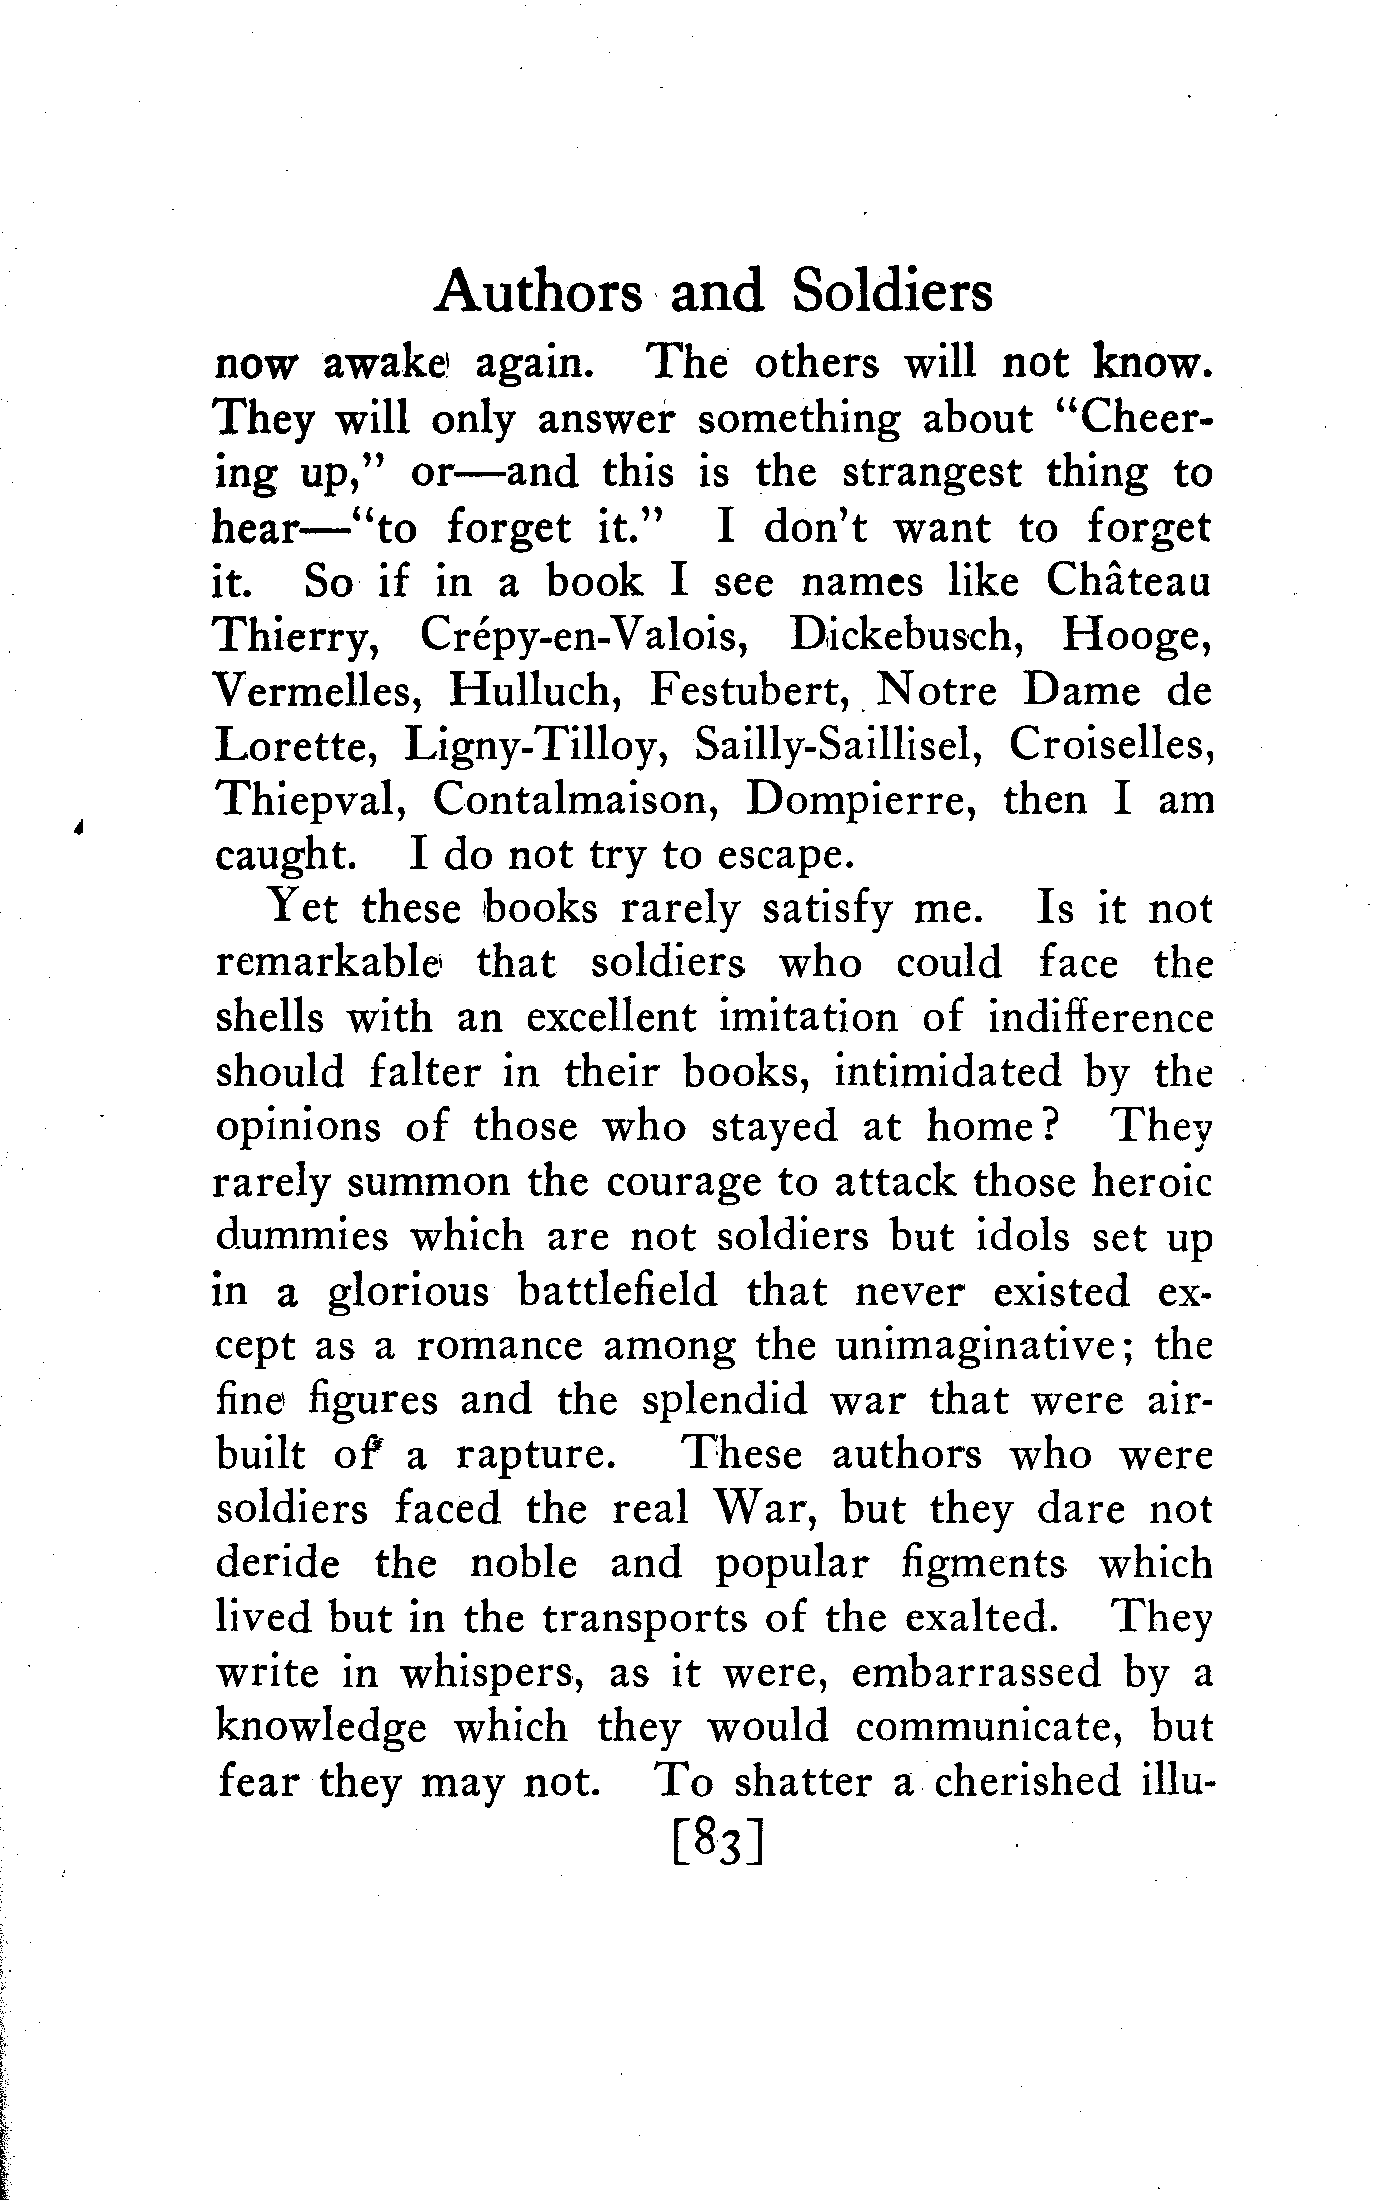 Authors and Soldiers
now awake again. The others will not know.
They will only answer something about “Cheer-
ing up,” or—and this is the strangest thing to
hear—“to forget it.” I don't want to forget
it. So if in a book I see names like Château
Thierry, Crépy-en-Valois, Dickebusch, Hooge,
Vermelles, Hulluch, Festubert, Notre Dame de
Lorette, Ligny-Tilloy, Sailly-Saillisel, Croiselles,
Thiepval, Contalmaison, Dompierre, then I am
caught. I do not try to escape.
Yet these books rarely satisfy me. Is it not
remarkable that soldiers who could face the
shells with an excellent imitation of indifference
should falter in their books, intimidated by the
opinions of those who stayed at home? They
rarely summon the courage to attack those heroic
dummies which are not soldiers but idols set up
in a glorious battlefield that never existed ex-
cept as a romance among the unimaginative; the
fine figures and the splendid war that were air-
built of a rapture. These authors who were
soldiers faced the real War, but they dare not
deride the noble and popular figments which
lived but in the transports of the exalted. They
write in whispers, as it were, embarrassed by a
knowledge which they would communicate, but
fear they may not. To shatter a cherished illu-
[83]